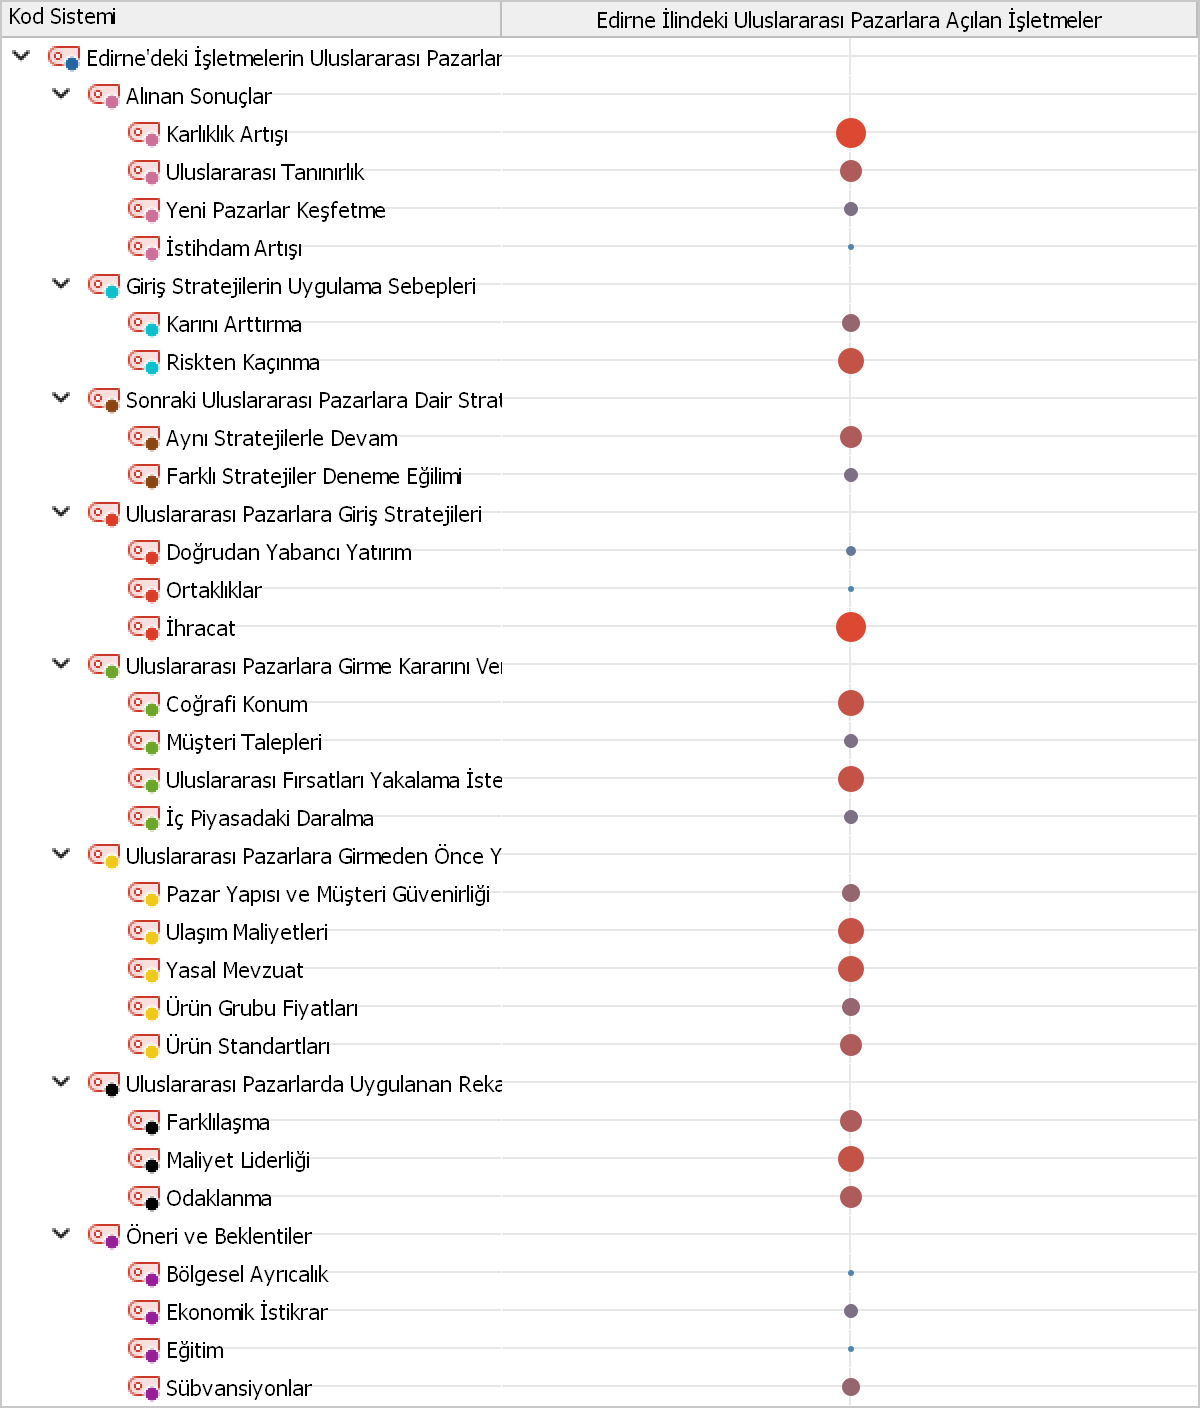 Kod Sistemi
Edirne İlindeki Uluslararası Pazarlara Açılan İşletmeler
Edirne'deki İşletmelerin Uluslararası Pazarlar
Alınan Sonuçlar
Karlıklık Artışı
Uluslararası Tanınırlık
Yeni Pazarlar Keşfetme
İstihdam Artışı
Giriş Stratejilerin Uygulama Sebepleri
Karını Arttırma
Riskten Kaçınma
Sonraki Uluslararası Pazarlara Dair Strat
Aynı Stratejilerle Devam
Farklı Stratejiler Deneme Eğilimi
Uluslararası Pazarlara Giriş Stratejileri
Doğrudan Yabancı Yatırım
Ortaklıklar
İhracat
Uluslararası Pazarlara Girme Kararını Ver
Coğrafi Konum
Müşteri Talepleri
Uluslararası Fırsatları Yakalama İste
İç Piyasadaki Daralma
Uluslararası Pazarlara Girmeden Önce Y
Pazar Yapısı ve Müşteri Güvenirliği
Ulaşım Maliyetleri
Yasal Mevzuat
Ürün Grubu Fiyatları
Ürün Standartları
Uluslararası Pazarlarda Uygulanan Reka
Farklılaşma
Maliyet Liderliği
Odaklanma
Öneri ve Beklentiler
Bölgesel Ayrıcalık
Ekonomik İstikrar
Eğitim
Sübvansiyonlar